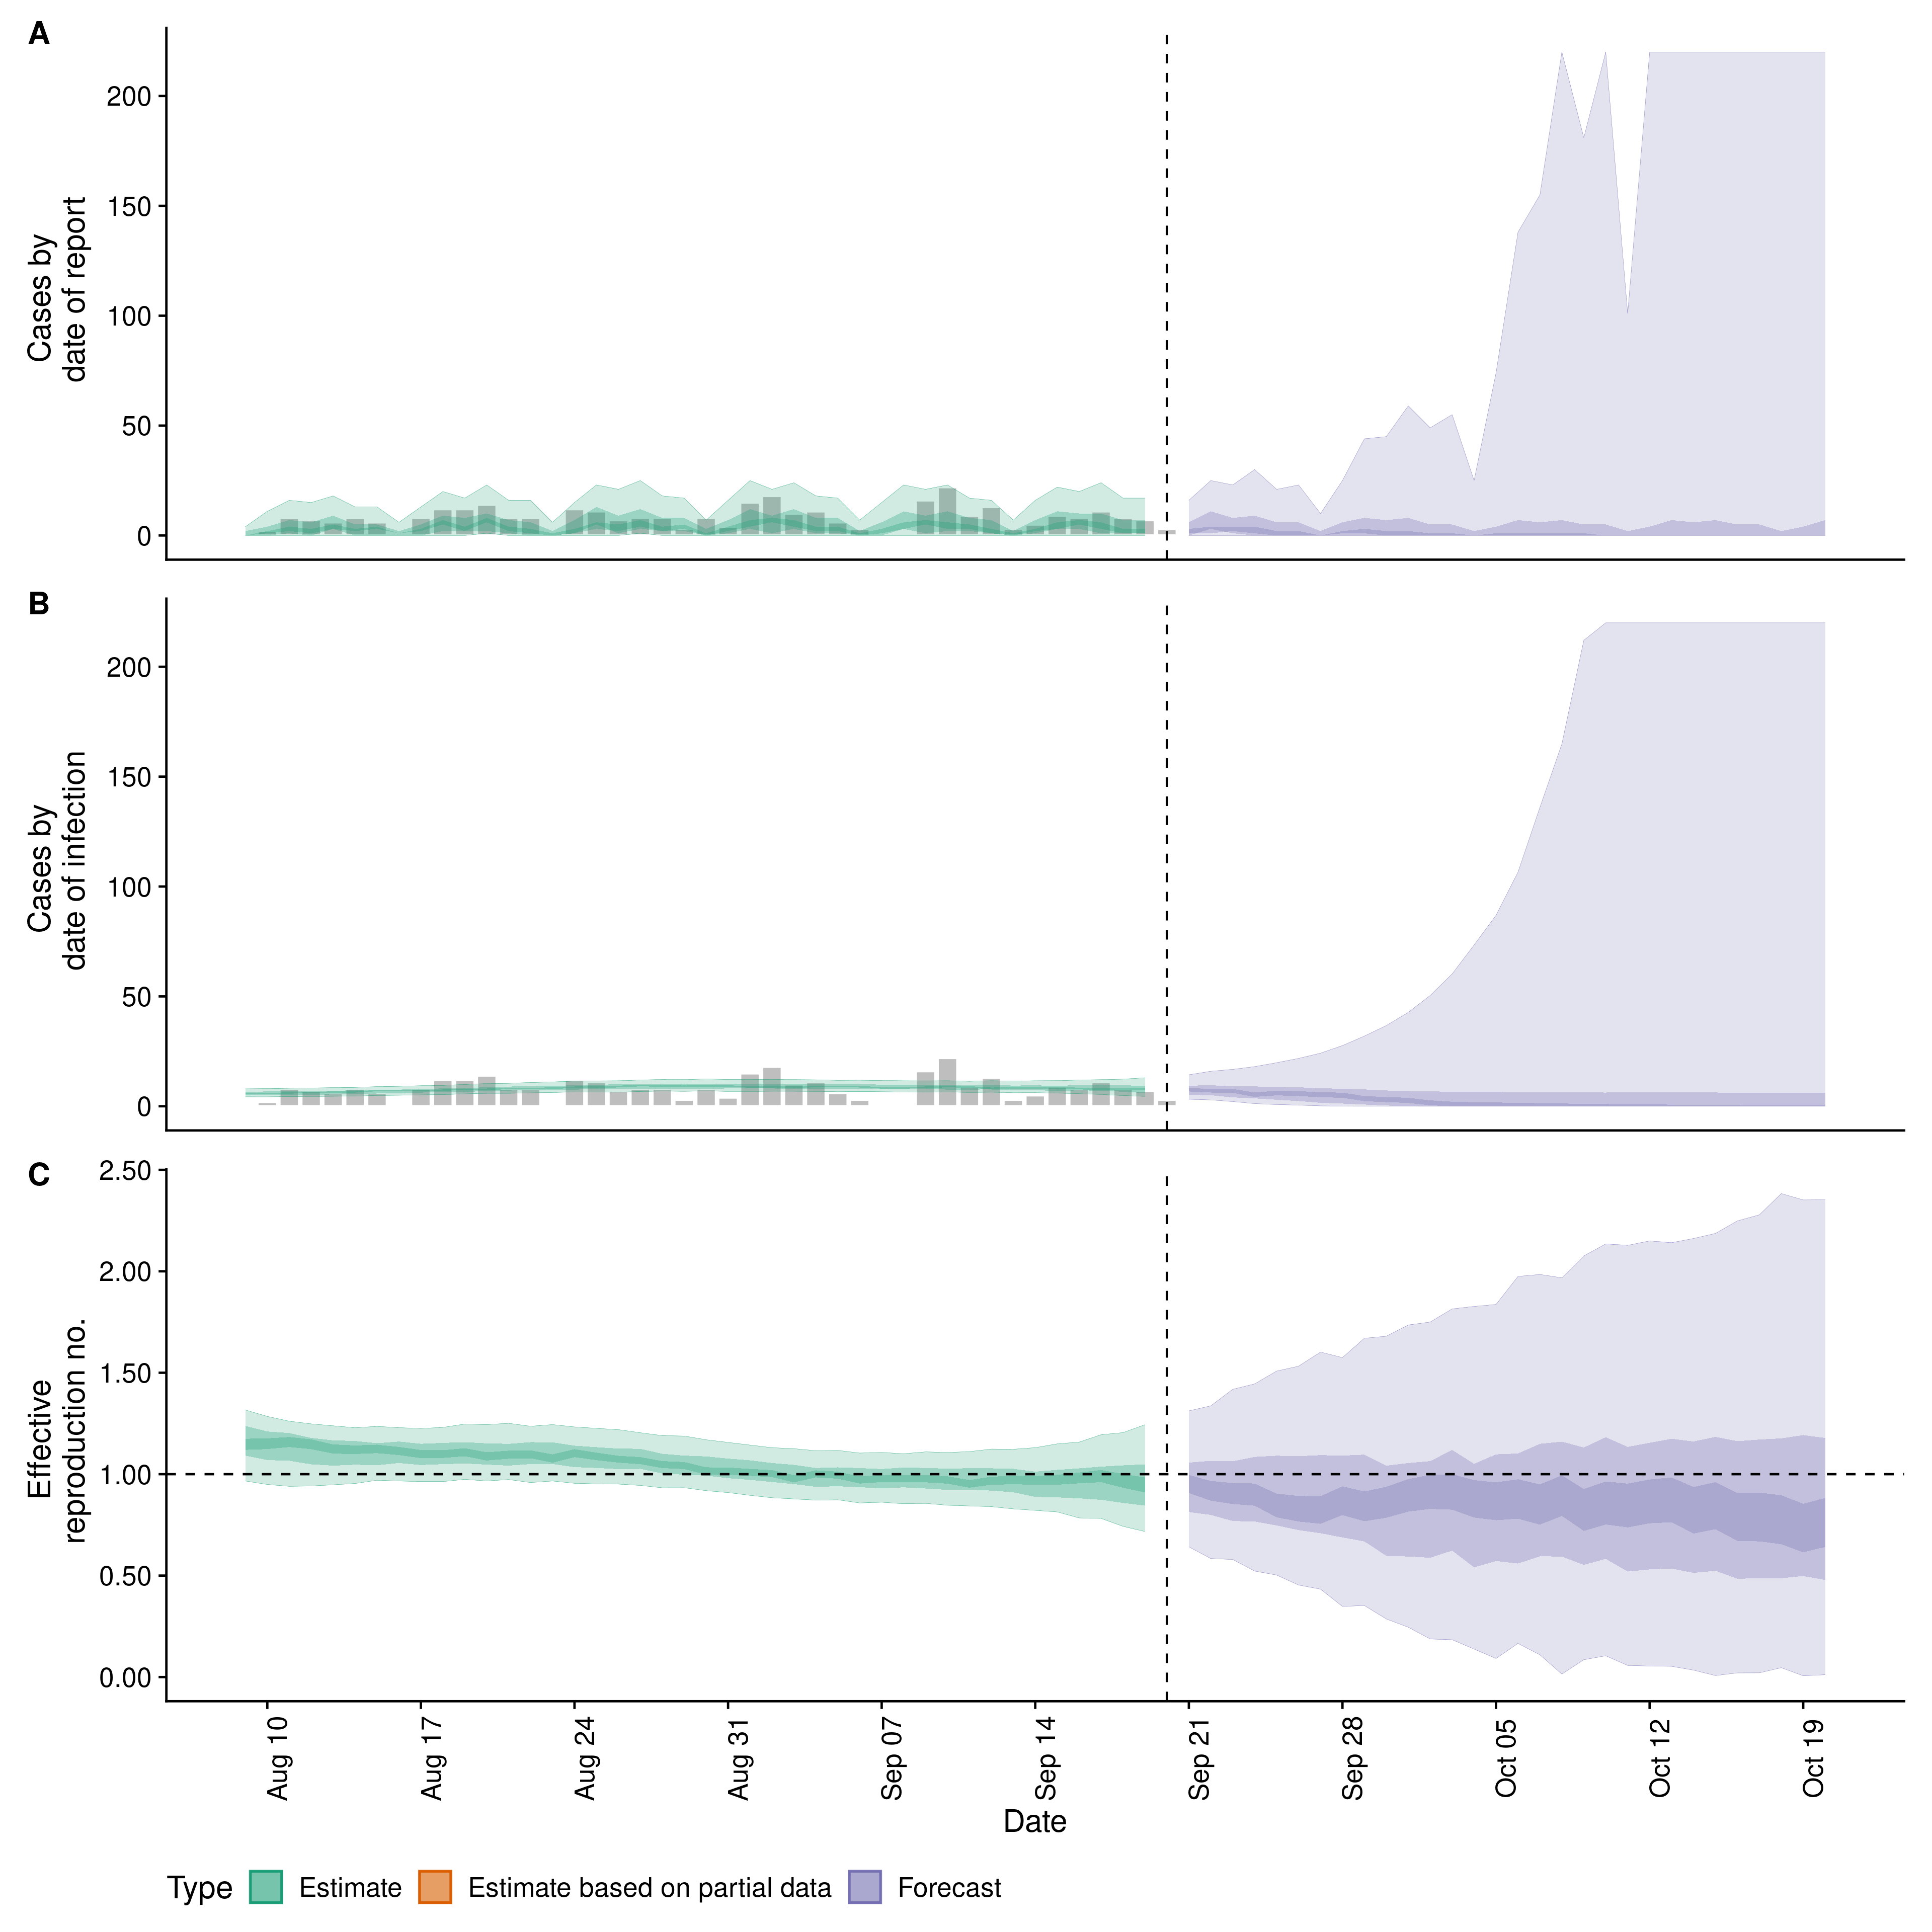 A
200
150
100
50
0
Cases by
date of report
B
200
150
100
50
0
Cases by
date of infection
C
2.50
2.00
1.50
1.00
0.50
0.00
Effective
reproduction no.
Aug 10
Aug 17
Aug 24
Aug 31
Sep 07
Sep 14
Sep 21
Sep 28
Oct 05
Oct 12
Oct 19
Date
Type Estimate Estimate based on partial data Forecast